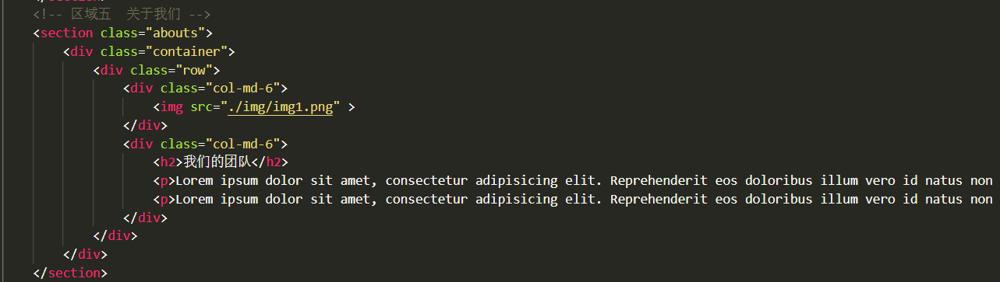 <!-- 区域五  关于我们 -->
<section class="abouts">
<div class="container">
<div class="row">
<div class="col-md-6">
<img src="./img/img1.png" >
</div>
<div class="col-md-6">
<h2>我们的团队</h2>
<p>Lorem ipsum dolor sit amet, consectetur adipisicing elit. Reprehenderit eos doloribus illum vero id natus non
<p>Lorem ipsum dolor sit amet, consectetur adipisicing elit. Reprehenderit eos doloribus illum vero id natus non
</div>
</div>
</div>
</section>